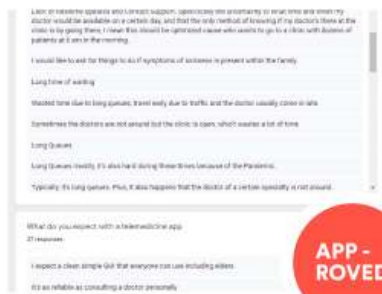 Lack of realtime updates and contact support. Specifically the uncertainty of what time and when my
doctor would be available on a certain day, and that the only method of knowing if my doctor's there at the
clinic is by going there, I mean this should be optimized cause who wants to go to a clinic with dozens of
patients at 6 am in the morning.
I would like to ask for things to do if symptoms of sickness is present within the family
Long time of waiting
Wasted time due to long queues, travel early due to traffic and the doctor usually come in late
Sometimes the doctors are not around but the clinic is open, which wastes a lot of time
Long Queues
Long Queues mostly, it's also hard during these times because of the Pandemic.
Typically, it's long queues. Plus, it also happens that the doctor of a certain specialty is not around.
What do you expect with a telemedicine app
27 responses
I expect a clean simple GUI that everyone can use including elders
It's as reliable as consulting a doctor personally
APP -
ROVED